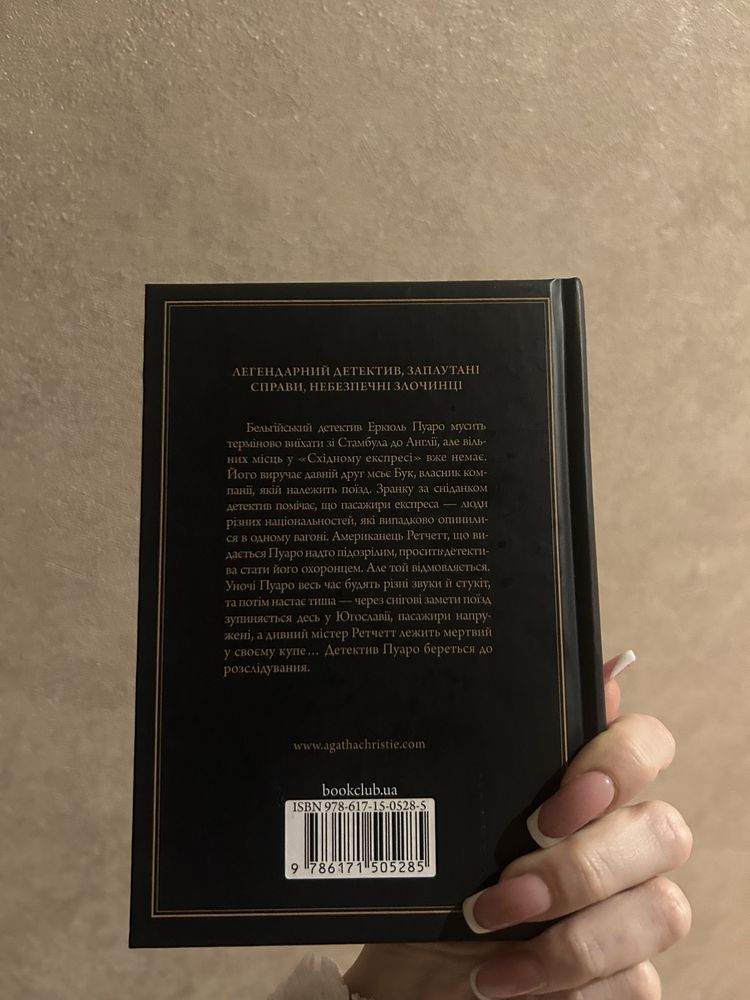 ЛЕГЕНДАРНИЙ ДЕТЕКТИВ, ЗАПЛУТАНІ
СПРАВИ, НЕБЕЗПЕЧНІ ЗЛОЧИНЦІ
Бельгійський детектив Еркюль Пуаро мусить
терміново виїхати зі Стамбула до Англії, але віль-
них місць у «Східному експресі» вже немає.
Його виручає давній друг мсьє Бук, власник ком-
панії, якій належить поїзд. Зранку за сніданком
детектив помічає, що пасажири експреса — люди
різних національностей, які випадково опинили-
ся в одному вагоні. Американець Ретчетт, що ви-
дається Пуаро надто підозрілим, просить детекти-
ва стати його охоронцем. Але той відмовляється.
Уночі Пуаро весь час будять різні звуки й стукіт,
та потім настає тиша — через снігові замети поїзд
зупиняється десь у Югославії, пасажири напру-
жені, а дивний містер Ретчетт лежить мертвий
у своєму купе... Детектив Пуаро береться до
розслідування.
www.agathachristie.com
bookclub.ua
ISBN 978-617-15-0528-5
9 786171 505285